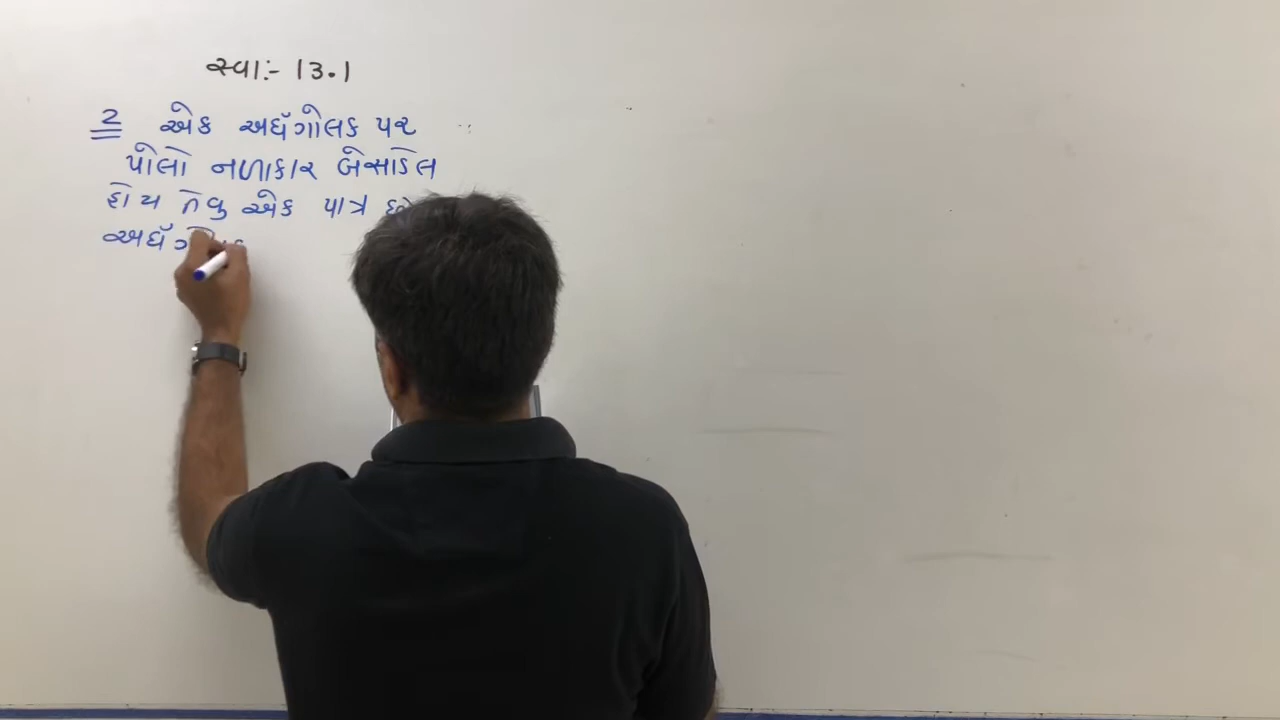 સ્વા:- 13.1
2 એક અર્ધગોલક પર
પોલો નળાકાર બેસાડેલ
હોય તેવુ એક પાત્ર
અર્ધ